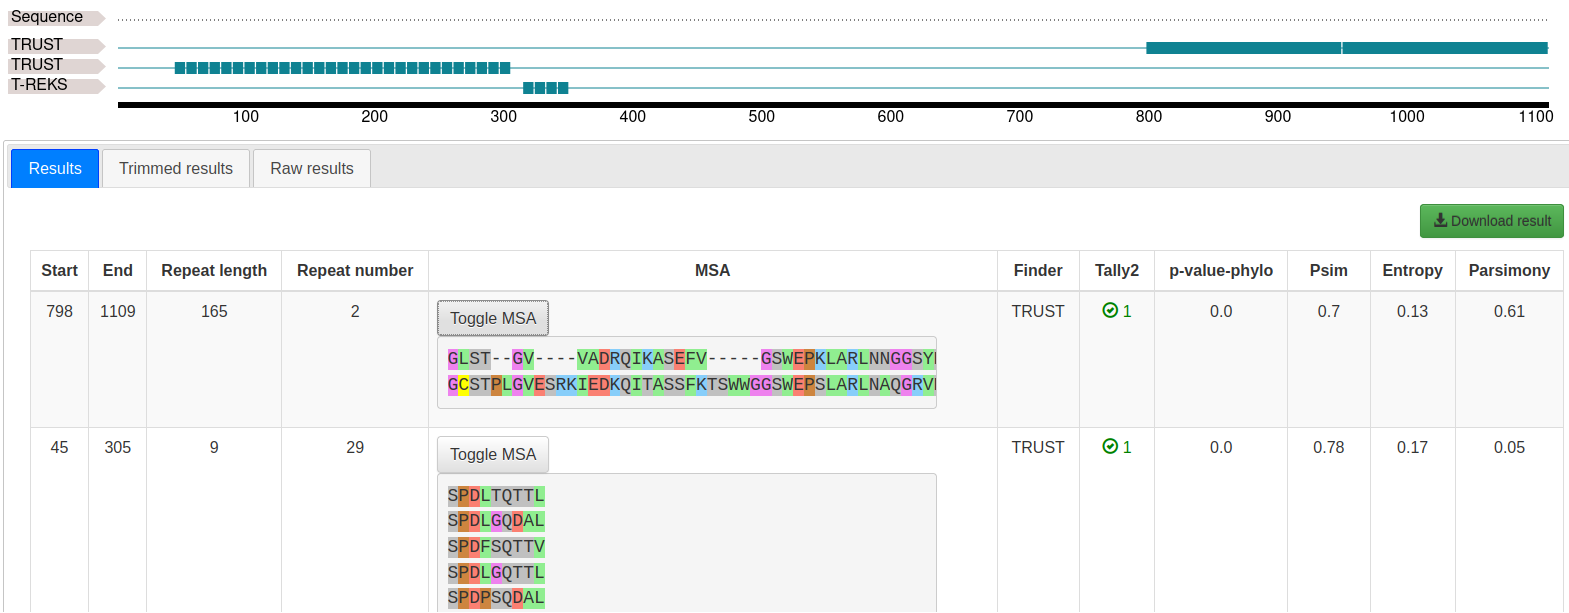 Sequence
TRUST
TRUST
T-REKS
100 200 300 400 500 600 700 800 900 1000 1100
Results Trimmed results Raw results
Download result
Start End Repeat length Repeat number MSA Finder Tally2 p-value-phylo Psim Entropy Parsimony
798 1109 165 2 Toggle MSA TRUST 1 0.0 0.7 0.13 0.61
GLST--GV----VADRQIKASEFV-----GSWEPKLARLNNGGSY
GCSTPLGVESRKIEDKQITASSFKTSWWGGSWEPSLARLNAQGRV
45 305 9 29 Toggle MSA TRUST 1 0.0 0.78 0.17 0.05
SPDLTQTTL
SPDLGQDAL
SPDFSQTTV
SPDLGQTTL
SPDPSQDAL